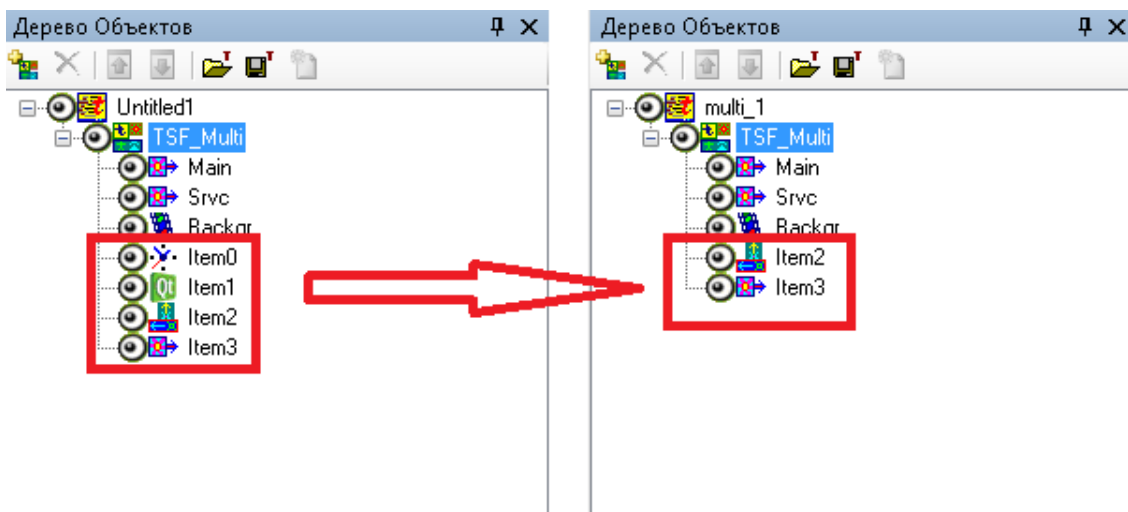 Дерево Объектов
Untitled1
TSF_Multi
Main
Srvc
Backgr
Item0
Qt Item1
Item2
Item3
Дерево Объектов
multi_1
TSF_Multi
Main
Srvc
Backgr
Item2
Item3